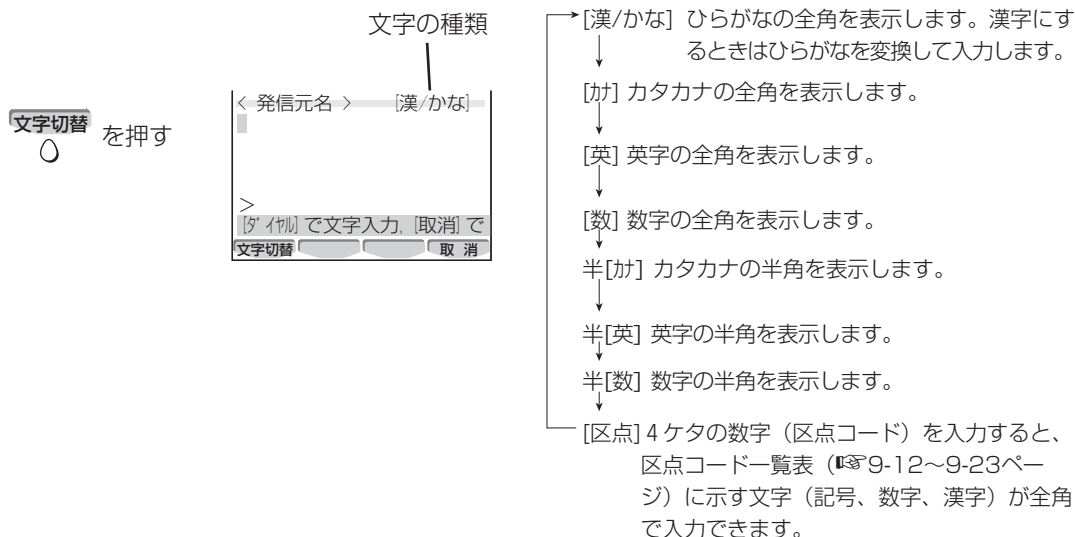 文字切替 を押す
文字の種類
< 発信元名 > [漢/かな]
>
[ﾀﾞｲﾔﾙ] で文字入力, [取消] で
文字切替 取 消
[漢/かな] ひらがなの全角を表示します。漢字にす
るときはひらがなを変換して入力します。
[ｶﾅ] カタカナの全角を表示します。
[英] 英字の全角を表示します。
[数] 数字の全角を表示します。
半[ｶﾅ] カタカナの半角を表示します。
半[英] 英字の半角を表示します。
半[数] 数字の半角を表示します。
[区点] 4 ケタの数字（区点コード）を入力すると、
区点コード一覧表（☞9-12〜9-23ペー
ジ）に示す文字（記号、数字、漢字）が全角
で入力できます。